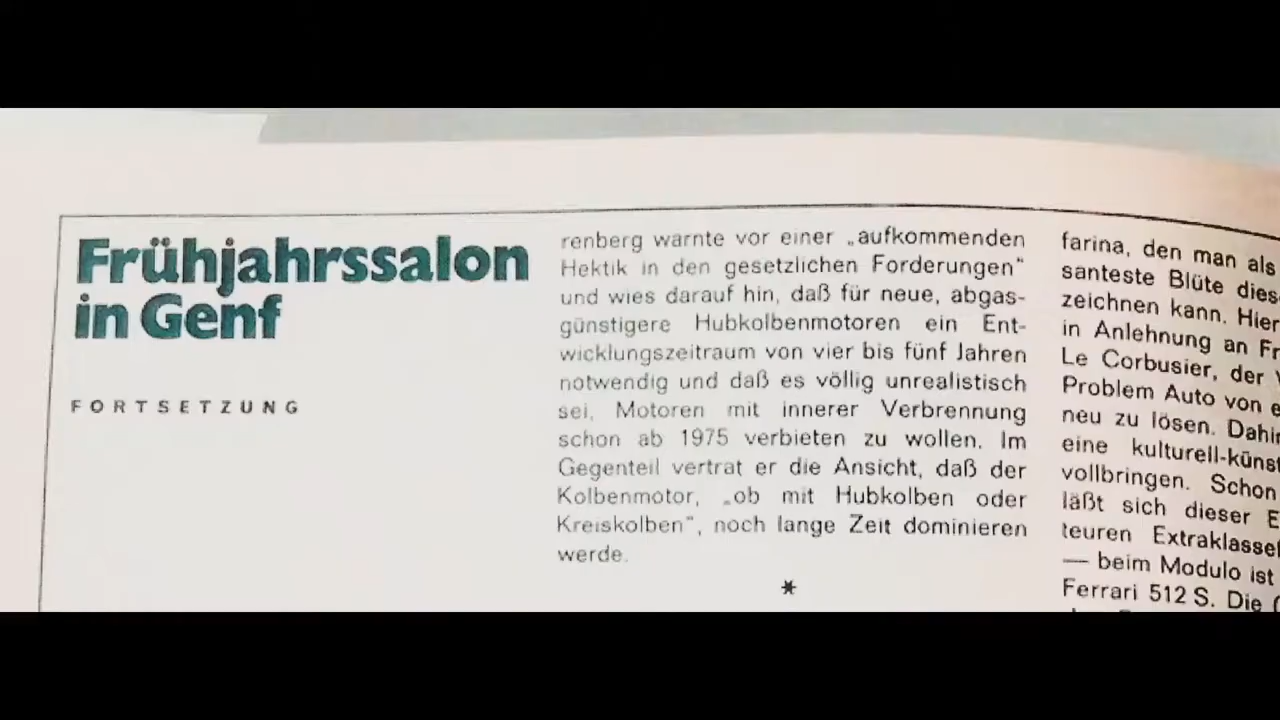 Frühjahrssalon
in Genf
FORTSETZUNG
renberg warnte vor einer „aufkommenden
Hektik in den gesetzlichen Forderungen“
und wies darauf hin, daß für neue, abgas-
günstigere Hubkolbenmotoren ein Ent-
wicklungszeitraum von vier bis fünf Jahren
notwendig und daß es völlig unrealistisch
sei, Motoren mit innerer Verbrennung
schon ab 1975 verbieten zu wollen. Im
Gegenteil vertrat er die Ansicht, daß der
Kolbenmotor, „ob mit Hubkolben oder
Kreiskolben“, noch lange Zeit dominieren
werde.
*
farina, den man als
santeste Blüte dies
zeichnen kann. Hier
in Anlehnung an Fr
Le Corbusier, der
Problem Auto von e
neu zu lösen. Dahin
eine kulturell-künst
vollbringen. Schon
läßt sich dieser E
teuren Extraklasse
— beim Modulo ist
Ferrari 512 S. Die